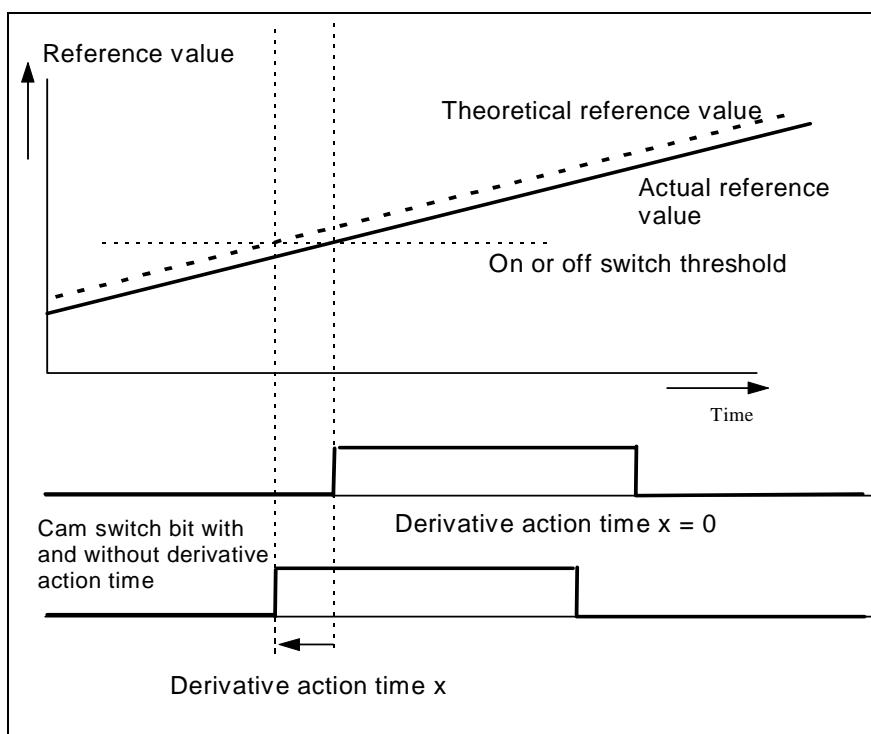 Reference value
Theoretical reference value
Actual reference
value
On or off switch threshold
Time
Derivative action time x = 0
Cam switch bit with
and without derivative
action time
Derivative action time x